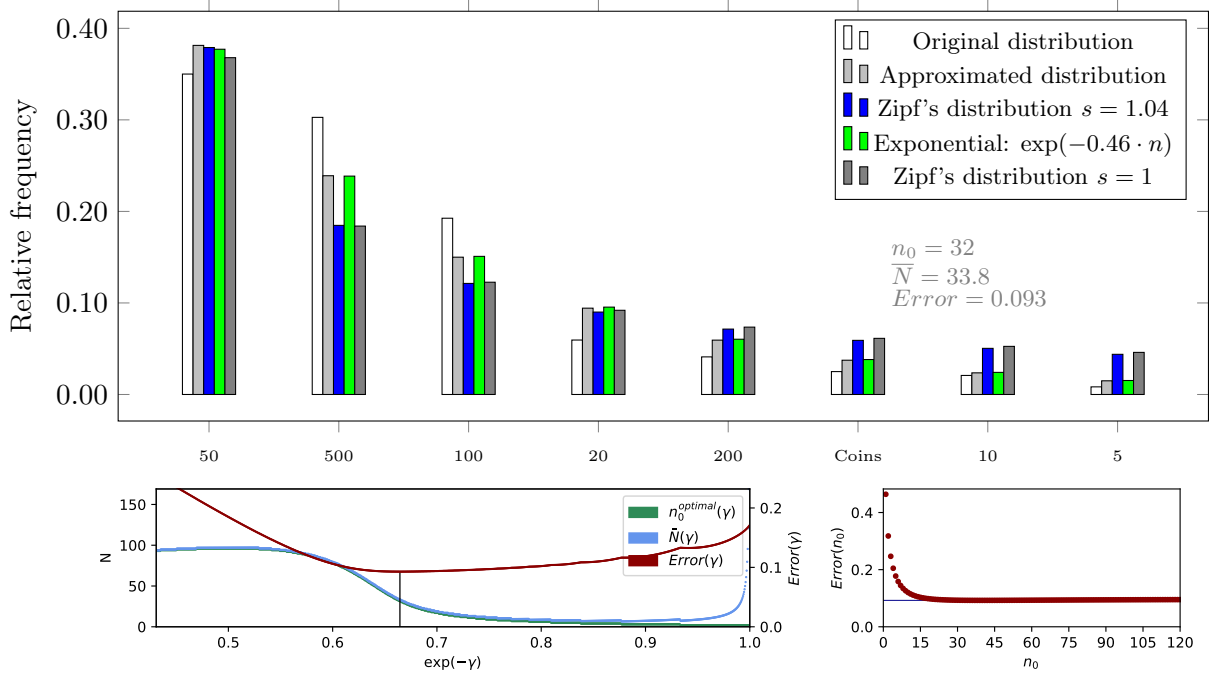 0.40
0.30
0.20
0.10
0.00
Relative frequency
Original distribution
Approximated distribution
Zipf's distribution s = 1.04
Exponential: exp(−0.46 · n)
Zipf's distribution s = 1
n₀ = 32
N̅ = 33.8
Error = 0.093
50 500 100 20 200 Coins 10 5
150
100
50
0
N
n₀^optimal(γ)
N̄(γ)
Error(γ)
0.2
0.1
0.0
Error(γ)
0.5 0.6 0.7 0.8 0.9 1.0
exp(−γ)
0.4
0.2
0.0
Error(n₀)
0 15 30 45 60 75 90 105 120
n₀